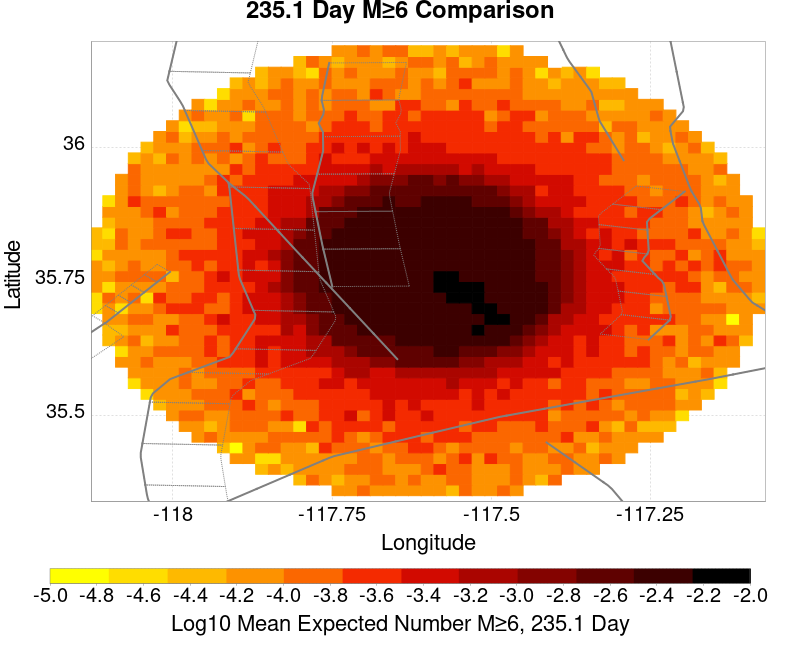 235.1 Day M≥6 Comparison
36
35.75
35.5
Latitude
-118
-117.75
-117.5
-117.25
Longitude
-5.0 -4.8 -4.6 -4.4 -4.2 -4.0 -3.8 -3.6 -3.4 -3.2 -3.0 -2.8 -2.6 -2.4 -2.2 -2.0
Log10 Mean Expected Number M≥6, 235.1 Day